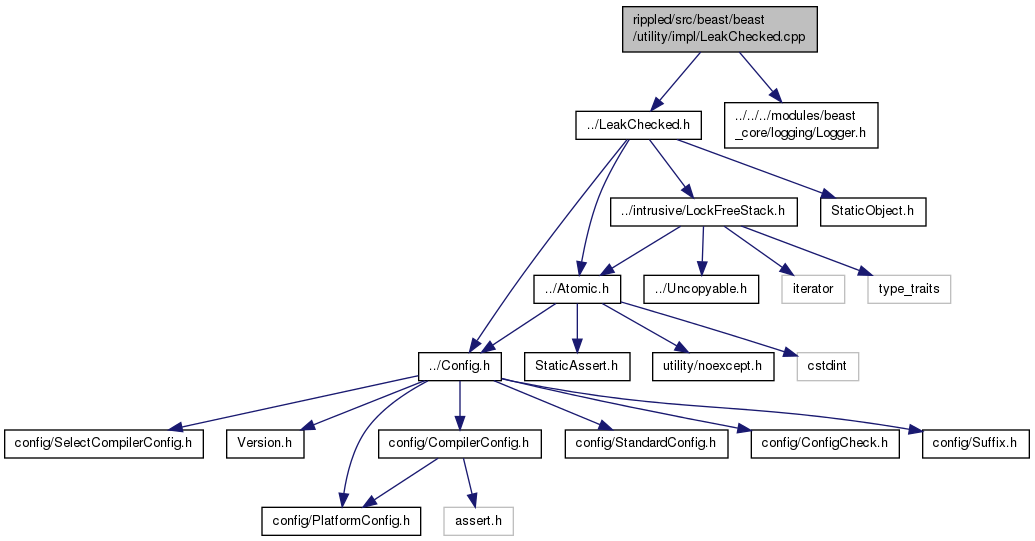 rippled/src/beast/beast
/utility/impl/LeakChecked.cpp
../LeakChecked.h
../../../modules/beast
_core/logging/Logger.h
../intrusive/LockFreeStack.h
StaticObject.h
../Atomic.h
../Uncopyable.h
iterator
type_traits
../Config.h
StaticAssert.h
utility/noexcept.h
cstdint
config/SelectCompilerConfig.h
Version.h
config/CompilerConfig.h
config/StandardConfig.h
config/ConfigCheck.h
config/Suffix.h
config/PlatformConfig.h
assert.h